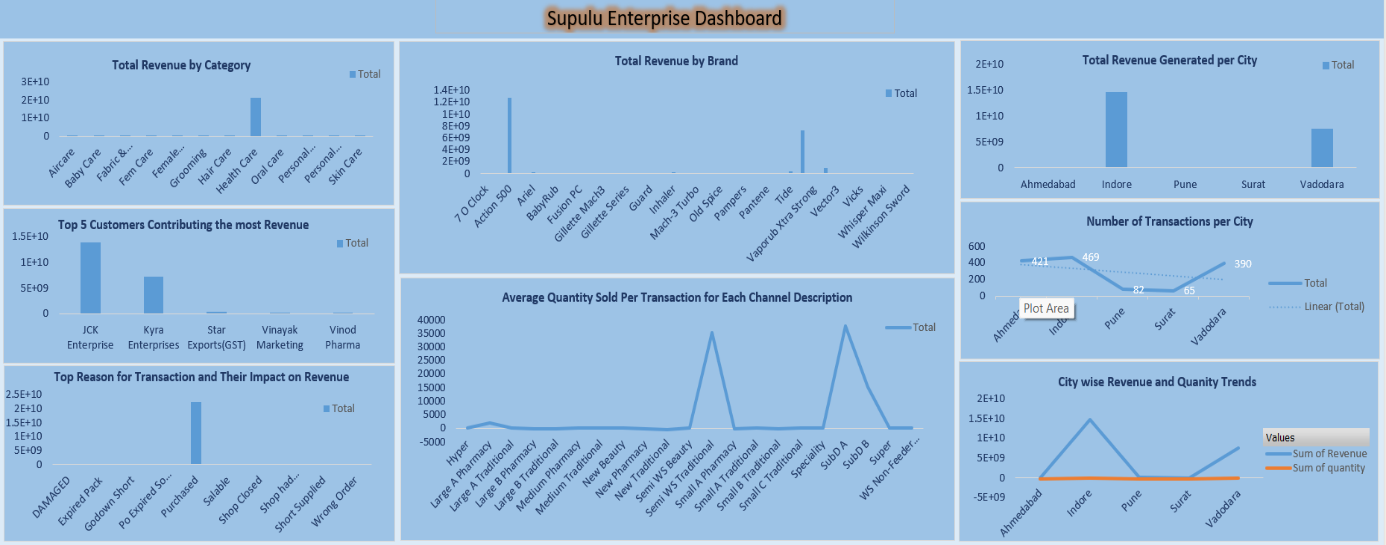 Supulu Enterprise Dashboard
Total Revenue by Category
Total
3E+10
2E+10
1E+10
0
Aircare
Baby Care
Fabric &...
Fem Care
Female...
Grooming
Hair Care
Health Care
Oral care
Personal...
Personal...
Skin Care
Top 5 Customers Contributing the most Revenue
Total
1.5E+10
1E+10
5E+09
0
JCK
Enterprise
Kyra
Enterprises
Star
Exports(GST)
Vinayak
Marketing
Vinod
Pharma
Top Reason for Transaction and Their Impact on Revenue
Total
2.5E+10
2E+10
1.5E+10
1E+10
5E+09
0
DAMAGED
Expired Pack
Godown Short
Po Expired So...
Purchased
Salable
Shop Closed
Shop had...
Short Supplied
Wrong Order
Total Revenue by Brand
Total
1.4E+10
1.2E+10
1E+10
8E+09
6E+09
4E+09
2E+09
0
7 O Clock
Action 500
Ariel
BabyRub
Fusion PC
Gillette Mach3
Gillette Series
Guard
Inhaler
Mach-3 Turbo
Old Spice
Pampers
Pantene
Tide
Vaporub Xtra Strong
Vector3
Vicks
Whisper Maxi
Wilkinson Sword
Average Quantity Sold Per Transaction for Each Channel Description
Total
40000
35000
30000
25000
20000
15000
10000
5000
0
-5000
Hyper
Large A Pharmacy
Large A Traditional
Large B Pharmacy
Large B Traditional
Medium Pharmacy
Medium Traditional
New Beauty
New Pharmacy
New Traditional
Semi WS Beauty
Semi WS Traditional
Small A Pharmacy
Small A Traditional
Small B Traditional
Small C Traditional
Speciality
SubD A
SubD B
Super
WS Non-Feeder...
Total Revenue Generated per City
Total
2E+10
1.5E+10
1E+10
5E+09
0
Ahmedabad
Indore
Pune
Surat
Vadodara
Number of Transactions per City
600
400
200
0
421
469
82
65
390
Total
Linear (Total)
Plot Area
Pune
Surat
Vadodara
City wise Revenue and Quanity Trends
2E+10
1.5E+10
1E+10
5E+09
0
-5E+09
Values
Sum of Revenue
Sum of quantity
Ahmedabad
Indore
Pune
Surat
Vadodara